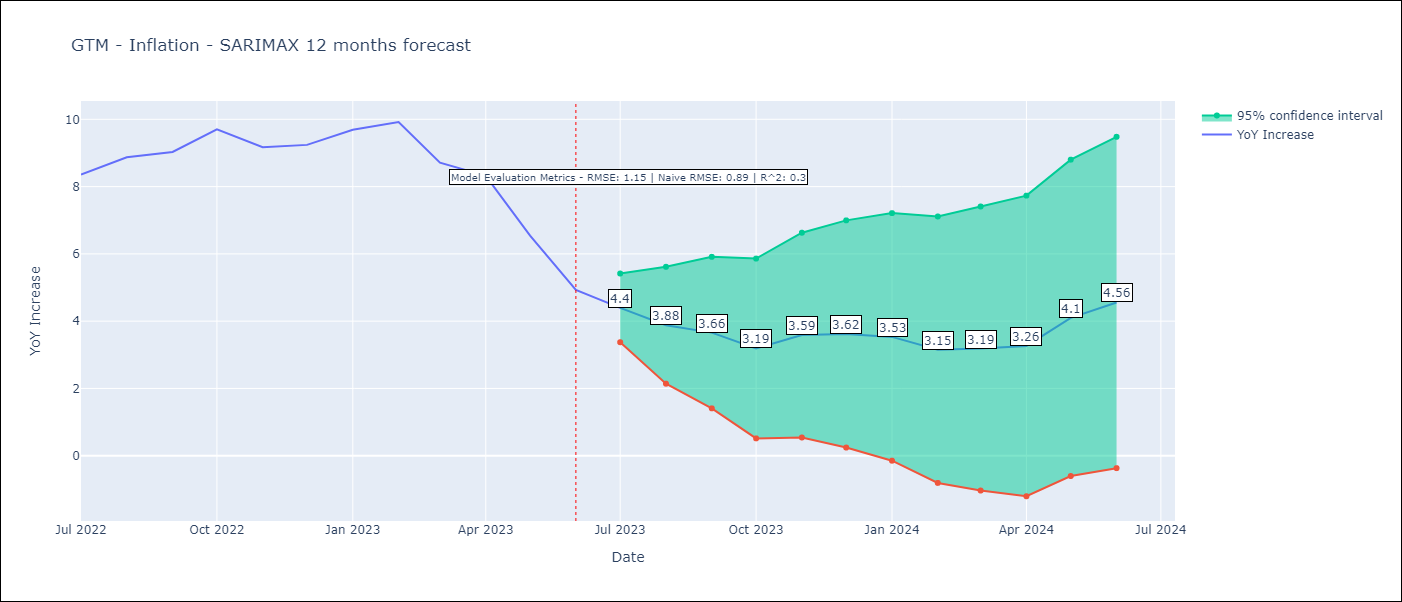 GTM - Inflation - SARIMAX 12 months forecast
95% confidence interval
YoY Increase
Model Evaluation Metrics - RMSE: 1.15 | Naive RMSE: 0.89 | R^2: 0.3
YoY Increase
10
8
6
4
2
0
4.4
3.88
3.66
3.19
3.59
3.62
3.53
3.15
3.19
3.26
4.1
4.56
Jul 2022
Oct 2022
Jan 2023
Apr 2023
Jul 2023
Oct 2023
Jan 2024
Apr 2024
Jul 2024
Date